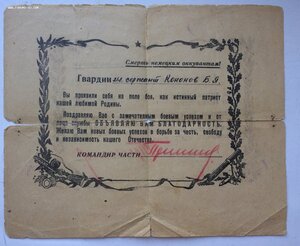 Смерть немецким оккупантам!
Гвардии мл. сержант Кононов Б.Я.
Вы проявили себя на поле боя, как истинный патриот
нашей любимой Родины.
Поздравляю Вас с замечательным боевым успехом и от
лица службы ОБЪЯВЛЯЮ ВАМ БЛАГОДАРНОСТЬ.
Желаю Вам новых боевых успехов в борьбе за честь, свободу
и независимость нашего Отечества.
КОМАНДИР ЧАСТИ